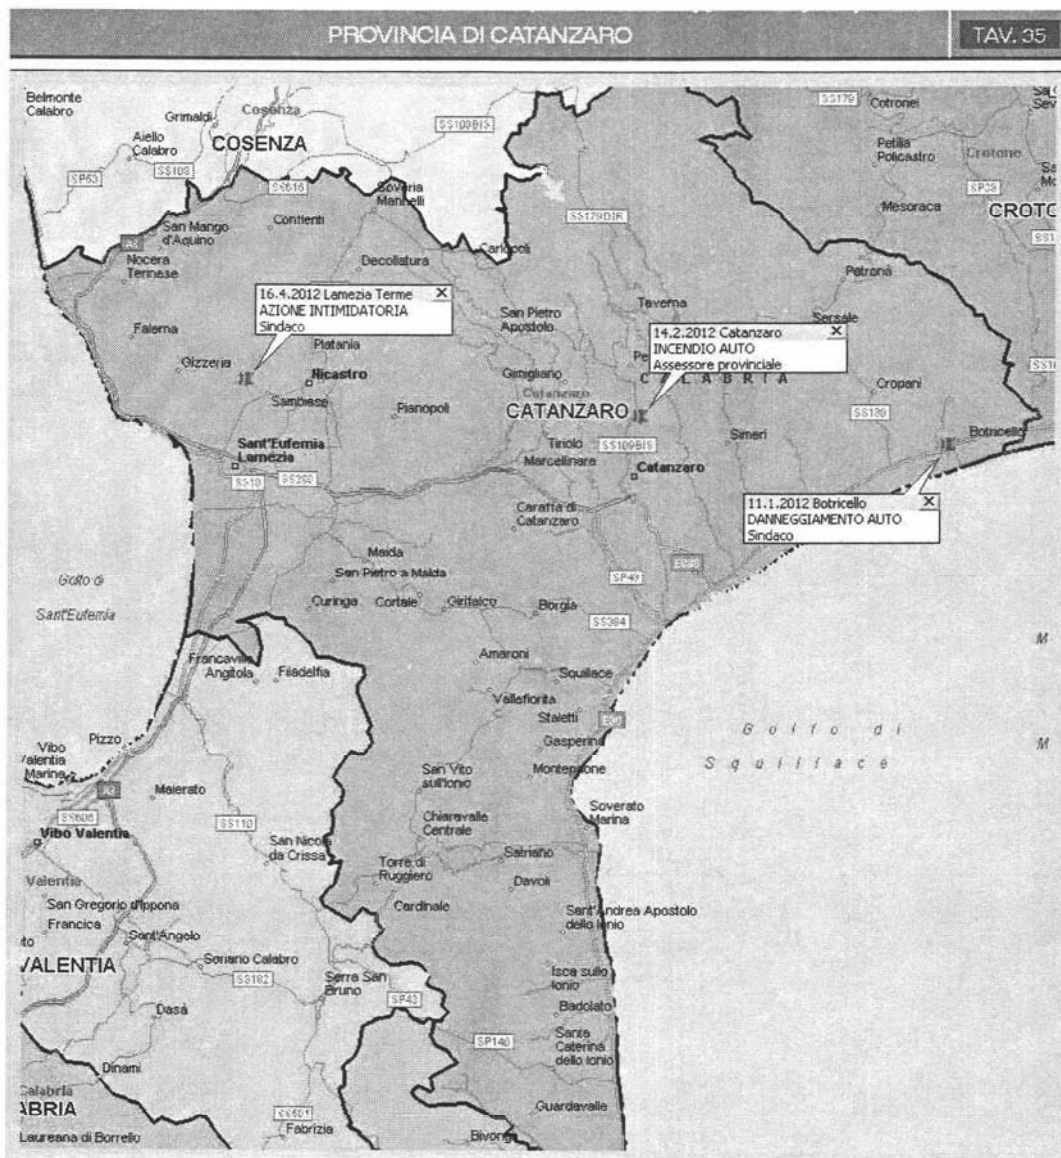 PROVINCIA DI CATANZARO
TAV. 35
Belmonte
Calabro
Grimaldi
Cosenza
COSENZA
Aiello
Calabro
SS108
SP53
SS616
SS109BIS
Soveria
Mannelli
SS179
Cotronei
Petilia
Policastro
Crotone
Mesoraca
SS179DIR
San Mango
d'Aquino
Conflenti
A3
Nocera
Terinese
Decollatura
Carlopoli
Petronà
16.4.2012 Lamezia Terme
AZIONE INTIMIDATORIA
Sindaco
San Pietro
Apostolo
Taverna
Sersale
Falerna
Platania
14.2.2012 Catanzaro
INCENDIO AUTO
Assessore provinciale
Gizzeria
Nicastro
Gimigliano
CALABRIA
Cropani
Sambiase
Pianopoli
Catanzaro
CATANZARO
SS180
Botricello
Sant'Eufemia
Lamezia
Tiriolo
Marcellinara
SS109BIS
Simeri
SS18
SS280
Catanzaro
11.1.2012 Botricello
DANNEGGIAMENTO AUTO
Sindaco
Caraffa di
Catanzaro
Maida
San Pietro a Maida
Golfo di
Sant'Eufemia
Curinga
Cortale
Girifalco
Borgia
SS384
Amaroni
Francavilla
Angitola
Filadelfia
Squillace
Vallefiorita
Staletti
Gasperina
Golfo di
Squillace
Pizzo
Vibo
Valentia
Marina
Montepaone
San Vito
sull'Ionio
A3
Maierato
SS606
SS110
Chiaravalle
Centrale
Soverato
Marina
Vibo Valentia
San Nicola
da Crissa
Satriano
Torre di
Ruggiero
Davoli
Valentia
San Gregorio d'Ippona
Francica
Cardinale
Sant'Andrea Apostolo
dello Ionio
Sant'Angelo
VALENTIA
Soriano Calabro
SS182
Serra San
Bruno
Isca sullo
Ionio
SP43
Badolato
Dasà
SP140
Santa
Caterina
dello Ionio
Dinami
Calabria
ABRIA
SS501
Fabrizia
Guardavalle
Laureana di Borrello